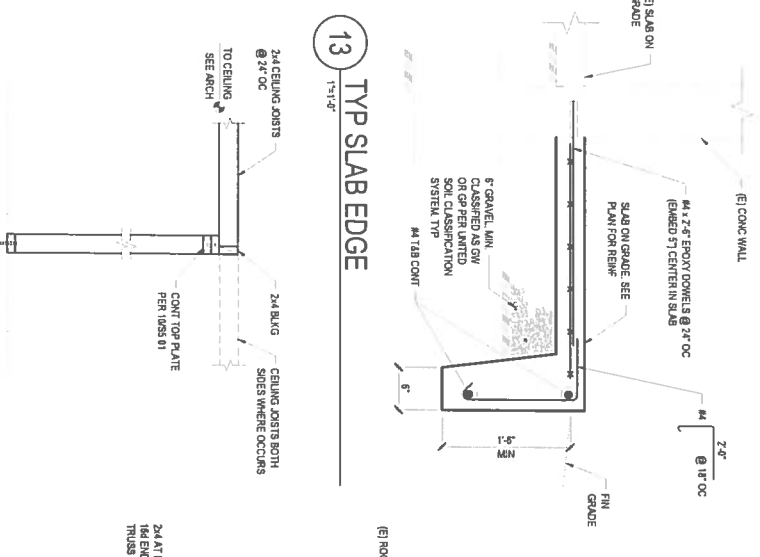 (E) CONC WALL
(E) SLAB ON
GRADE
#4 x 2'-6" EPOXY DOWELS @ 24" OC
(EMBED 5") CENTER IN SLAB
SLAB ON GRADE, SEE
PLAN FOR REINF
#4
2'-0"
@ 18" OC
6" GRAVEL, MIN.
CLASSIFIED AS GW
OR GP PER UNITED
SOIL CLASSIFICATION
SYSTEM, TYP
#4 T&B CONT
6"
1'-6"
MIN
FIN
GRADE
13
TYP SLAB EDGE
1"=1'-0"
2x4 CEILING JOISTS
@ 24" OC
TO CEILING
SEE ARCH
2x4 BLKG
CEILING JOISTS BOTH
SIDES WHERE OCCURS
CONT TOP PLATE
PER 10/S5.01
2x4 AT
16d END
TRUSS